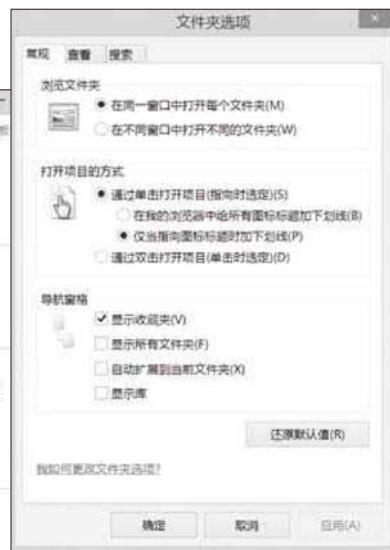 文件夹选项
常规 查看 搜索
浏览文件夹
在同一窗口中打开每个文件夹(M)
在不同窗口中打开不同的文件夹(W)
打开项目的方式
通过单击打开项目(指向时选定)(S)
在我的浏览器中给所有图标标题加下划线(B)
仅当指向图标标题时加下划线(P)
通过双击打开项目(单击时选定)(D)
导航窗格
显示收藏夹(V)
显示所有文件夹(F)
自动扩展到当前文件夹(X)
显示库
还原默认值(R)
我如何更改文件夹选项?
确定 取消 应用(A)